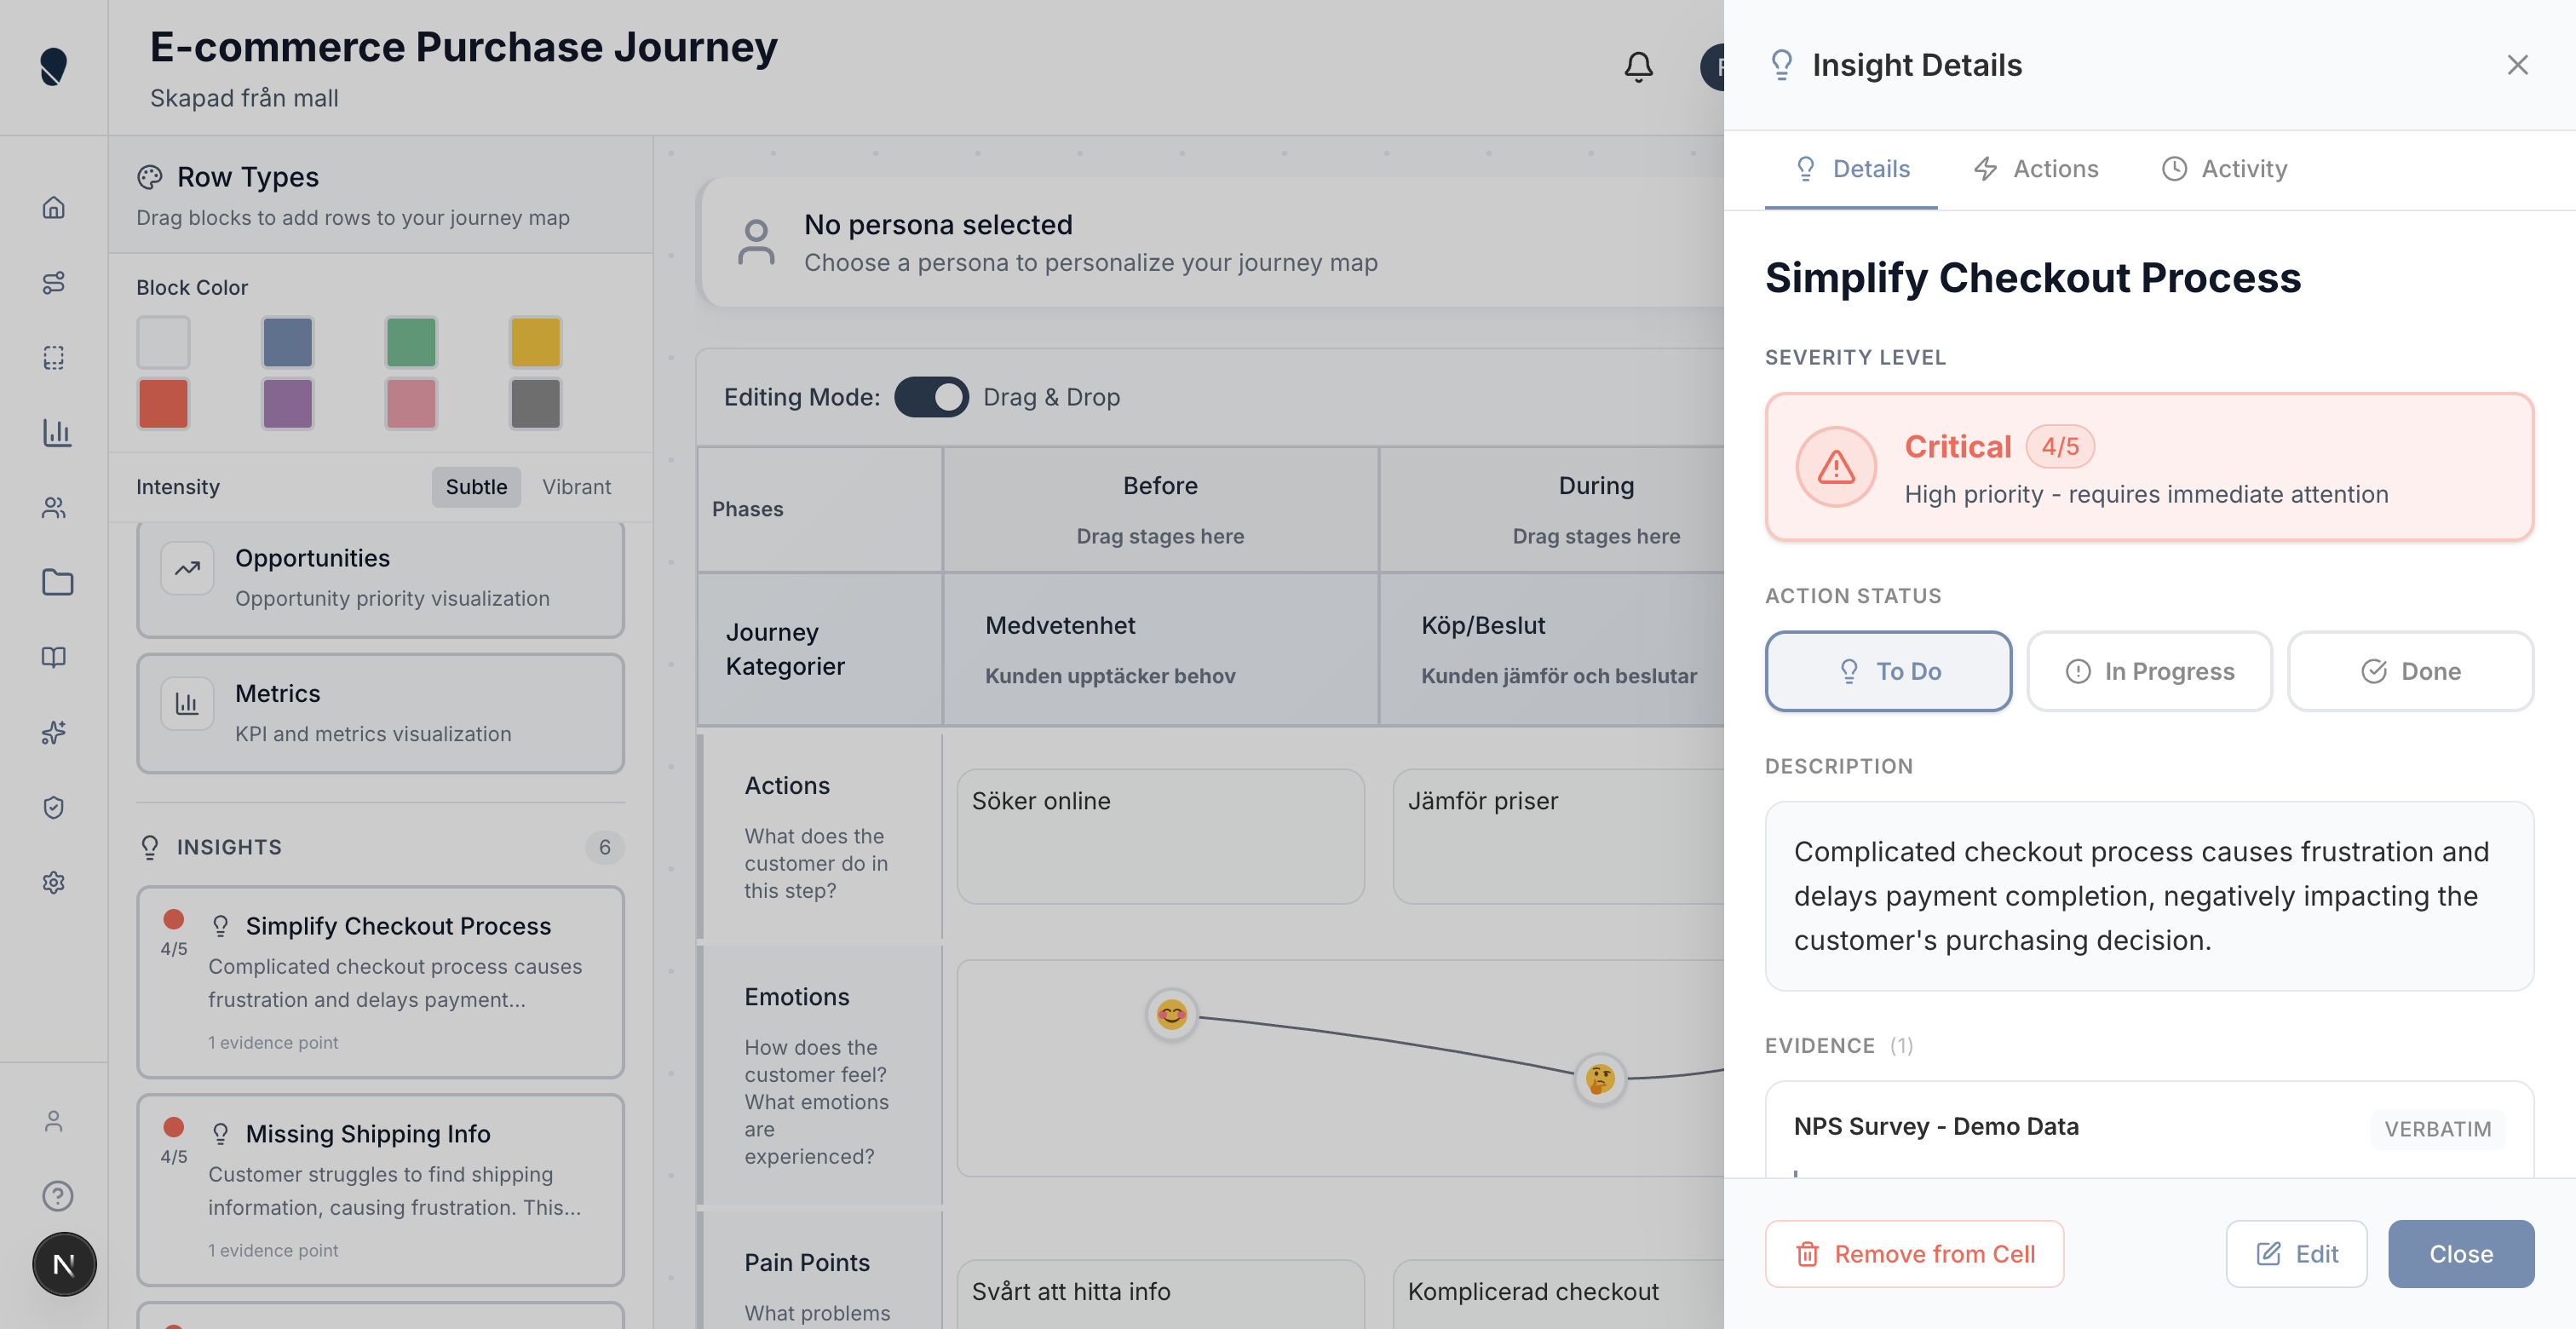 E-commerce Purchase Journey
Skapad från mall
Row Types
Drag blocks to add rows to your journey map
Block Color
Intensity
Subtle
Vibrant
Opportunities
Opportunity priority visualization
Metrics
KPI and metrics visualization
INSIGHTS
6
Simplify Checkout Process
4/5
Complicated checkout process causes
frustration and delays payment...
1 evidence point
Missing Shipping Info
4/5
Customer struggles to find shipping
information, causing frustration. This...
1 evidence point
N
No persona selected
Choose a persona to personalize your journey map
Editing Mode:
Drag & Drop
Phases
Before
Drag stages here
During
Drag stages here
Journey
Kategorier
Medvetenhet
Kunden upptäcker behov
Köp/Beslut
Kunden jämför och beslutar
Actions
What does the
customer do in
this step?
Söker online
Jämför priser
Emotions
How does the
customer feel?
What emotions
are
experienced?
Pain Points
What problems
Svårt att hitta info
Komplicerad checkout
Insight Details
Details
Actions
Activity
Simplify Checkout Process
SEVERITY LEVEL
Critical
4/5
High priority - requires immediate attention
ACTION STATUS
To Do
In Progress
Done
DESCRIPTION
Complicated checkout process causes frustration and
delays payment completion, negatively impacting the
customer's purchasing decision.
EVIDENCE (1)
NPS Survey - Demo Data
VERBATIM
Remove from Cell
Edit
Close